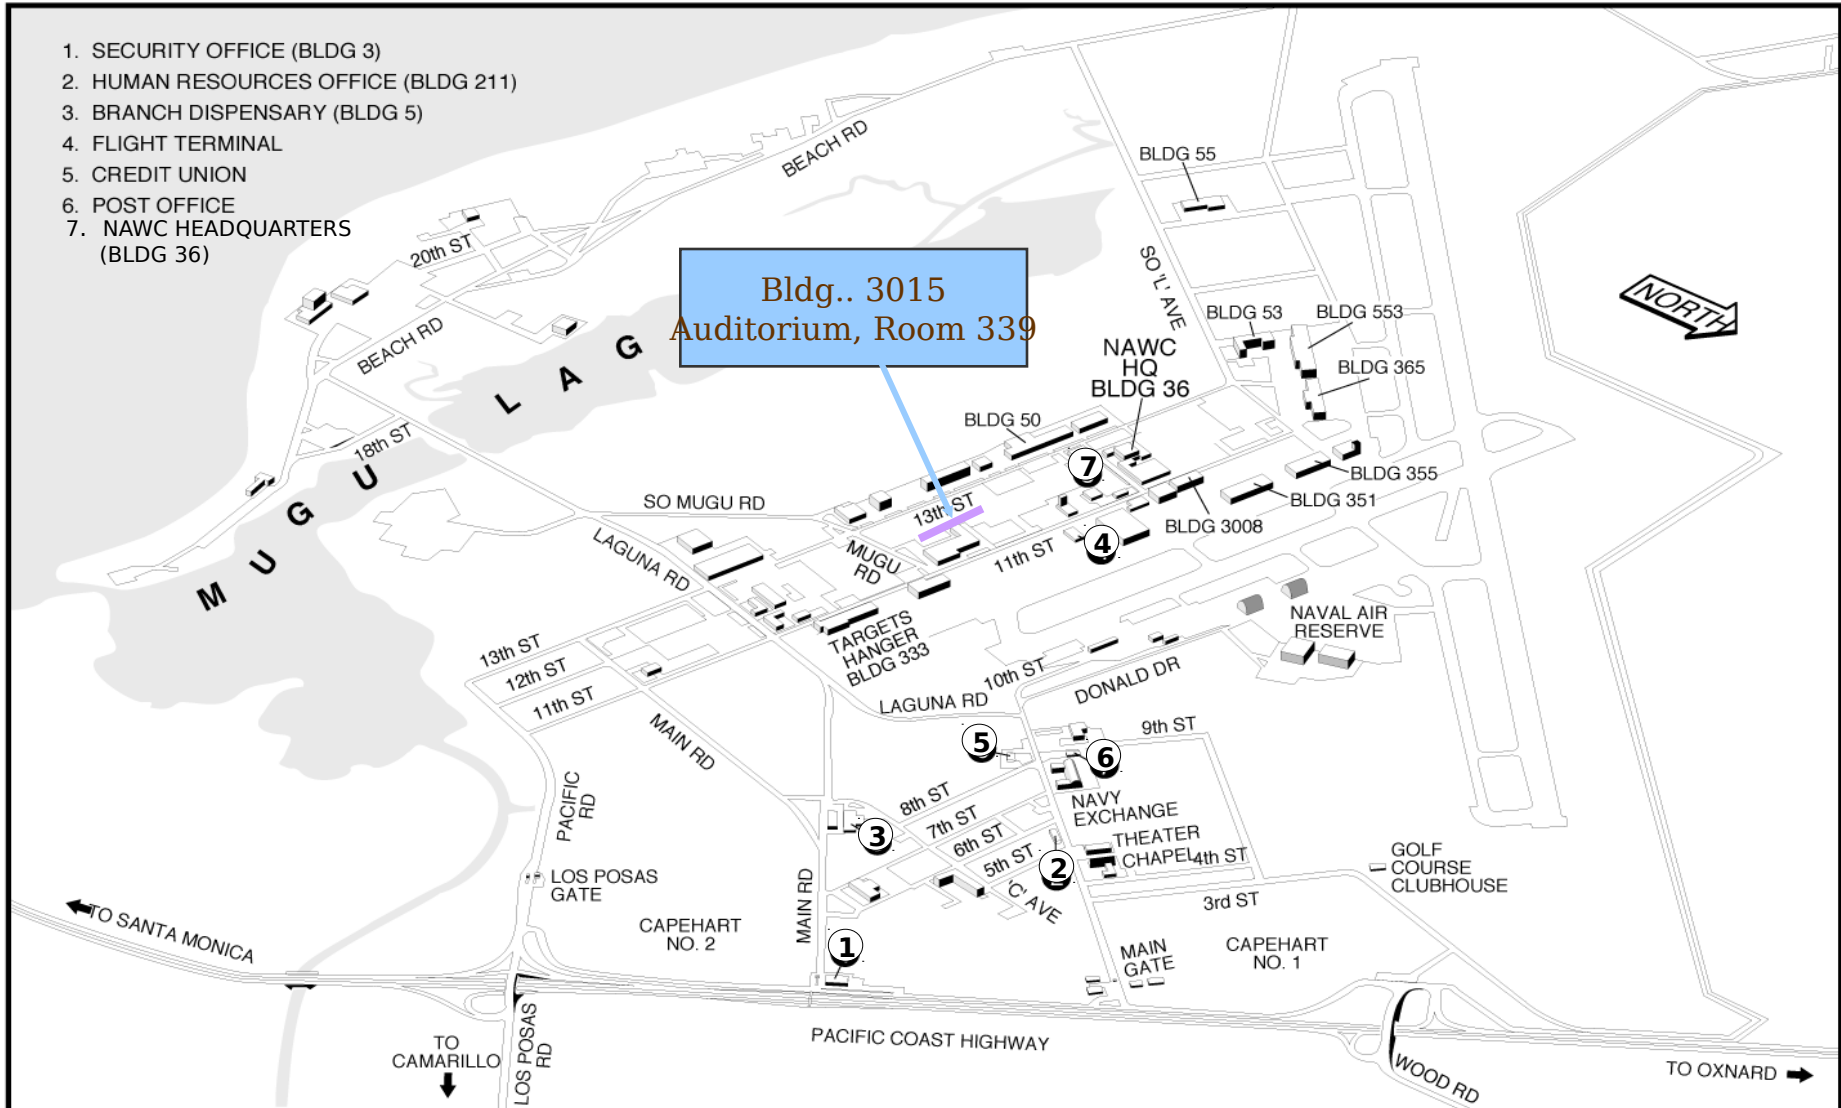 1. SECURITY OFFICE (BLDG 3)
2. HUMAN RESOURCES OFFICE (BLDG 211)
3. BRANCH DISPENSARY (BLDG 5)
4. FLIGHT TERMINAL
5. CREDIT UNION
6. POST OFFICE
7. NAWC HEADQUARTERS
(BLDG 36)
BEACH RD
BLDG 55
20th ST
SO 'L' AVE
Bldg.. 3015
Auditorium, Room 339
NORTH
BEACH RD
BLDG 53
BLDG 553
NAWC
HQ
BLDG 36
BLDG 365
MUGU LAG
BLDG 50
18th ST
7
BLDG 355
BLDG 351
BLDG 3008
SO MUGU RD
13th ST
4
LAGUNA RD
MUGU
RD
11th ST
NAVAL AIR
RESERVE
TARGETS
HANGER
BLDG 333
13th ST
12th ST
11th ST
10th ST
DONALD DR
LAGUNA RD
MAIN RD
9th ST
5
6
PACIFIC
RD
8th ST
NAVY
EXCHANGE
7th ST
3
6th ST
THEATER
5th ST
2
CHAPEL
4th ST
GOLF
COURSE
CLUBHOUSE
LOS POSAS
GATE
'C' AVE
3rd ST
TO SANTA MONICA
CAPEHART
NO. 2
MAIN RD
1
MAIN
GATE
CAPEHART
NO. 1
PACIFIC COAST HIGHWAY
TO
CAMARILLO
LOS POSAS
RD
WOOD RD
TO OXNARD